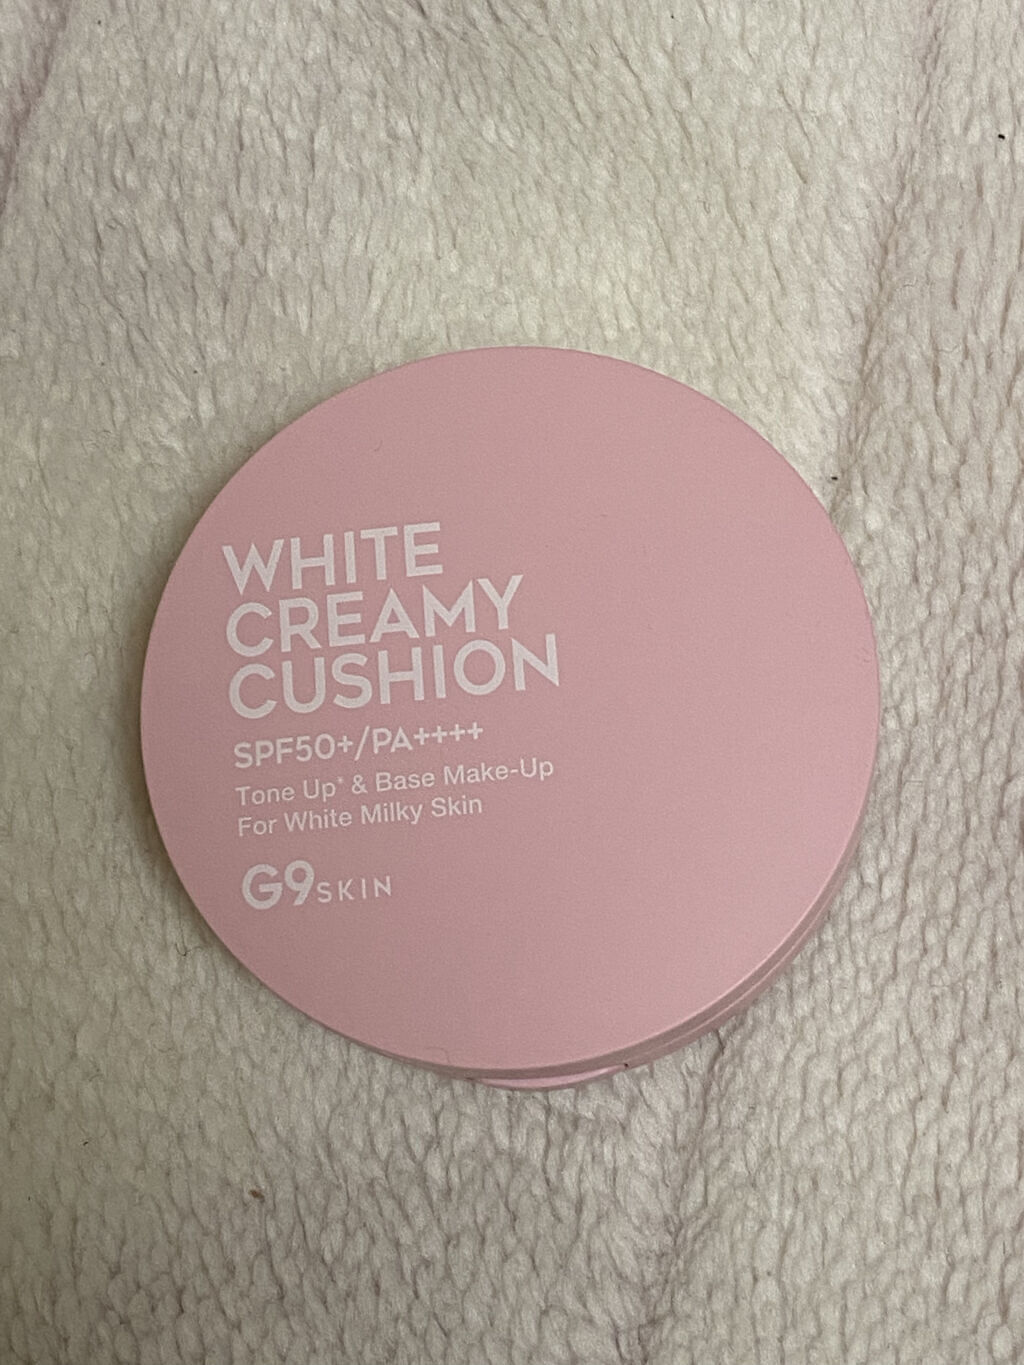 WHITE
CREAMY
CUSHION
SPF50+/PA++++
Tone Up* & Base Make-Up
For White Milky Skin
G9SKIN